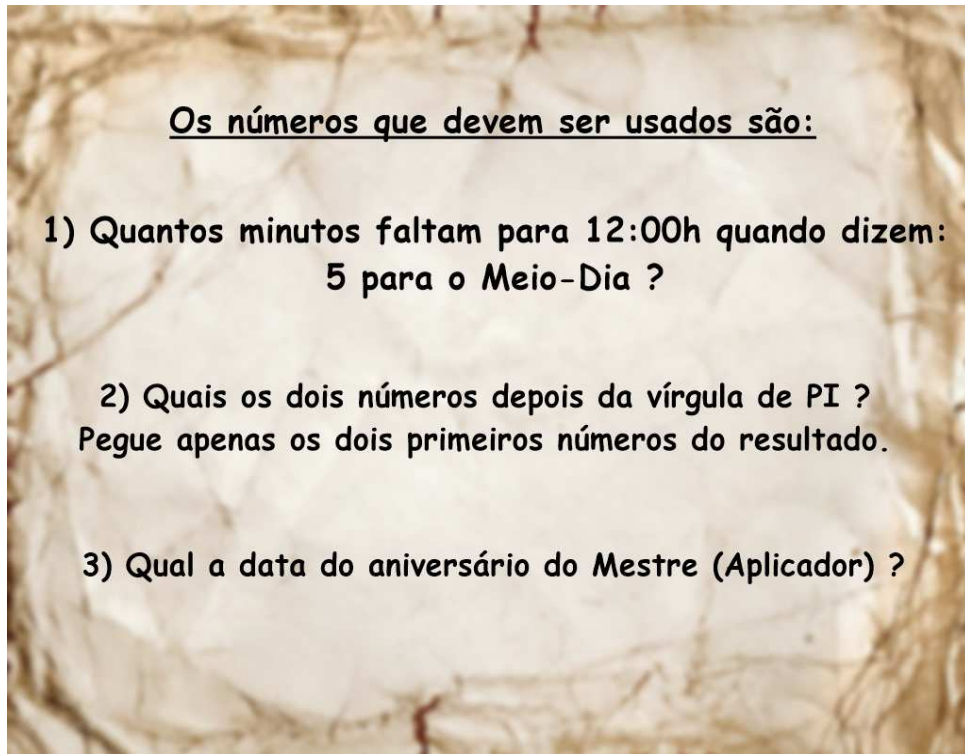 Os números que devem ser usados são:
1) Quantos minutos faltam para 12:00h quando dizem:
5 para o Meio-Dia ?
2) Quais os dois números depois da vírgula de PI ?
Pegue apenas os dois primeiros números do resultado.
3) Qual a data do aniversário do Mestre (Aplicador) ?